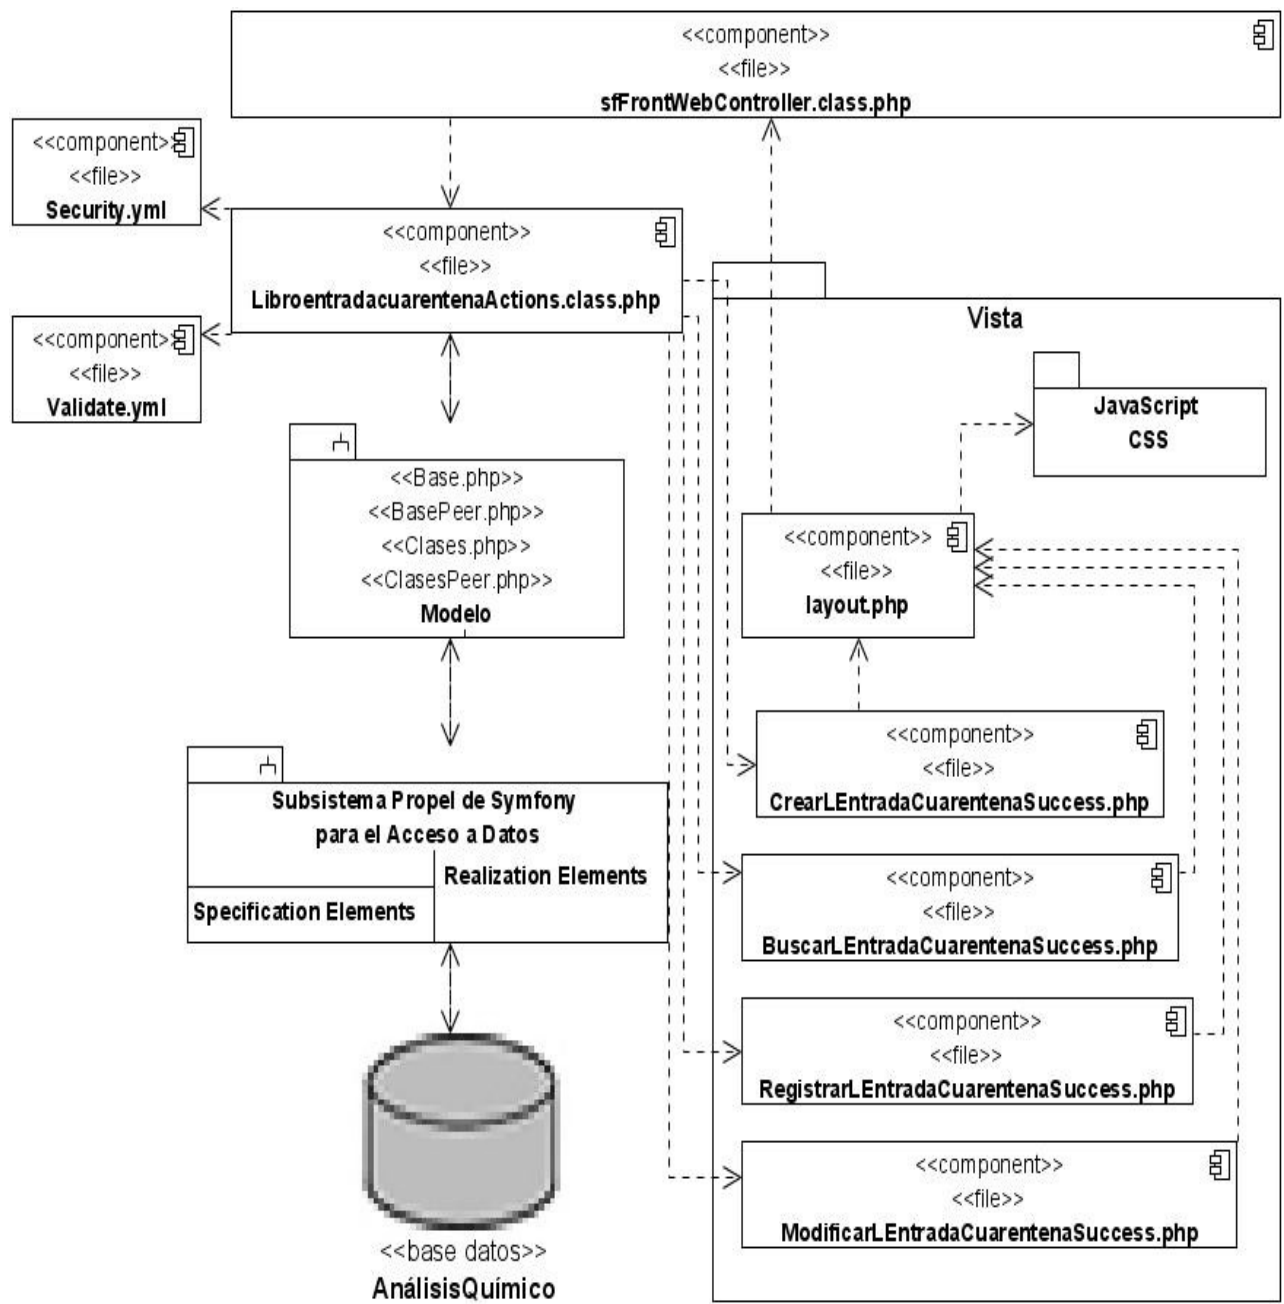 <<component>>
<<file>>
sfFrontWebController.class.php
<<component>>
<<file>>
Security.yml
<<component>>
<<file>>
LibroentradacuarentenaActions.class.php
<<component>>
<<file>>
Validate.yml
<<Base.php>>
<<BasePeer.php>>
<<Clases.php>>
<<ClasesPeer.php>>
Modelo
Subsistema Propel de Symfony
para el Acceso a Datos
Realization Elements
Specification Elements
<<base datos>>
AnálisisQuímico
Vista
JavaScript
CSS
<<component>>
<<file>>
layout.php
<<component>>
<<file>>
CrearLEntradaCuarentenaSuccess.php
<<component>>
<<file>>
BuscarLEntradaCuarentenaSuccess.php
<<component>>
<<file>>
RegistrarLEntradaCuarentenaSuccess.php
<<component>>
<<file>>
ModificarLEntradaCuarentenaSuccess.php